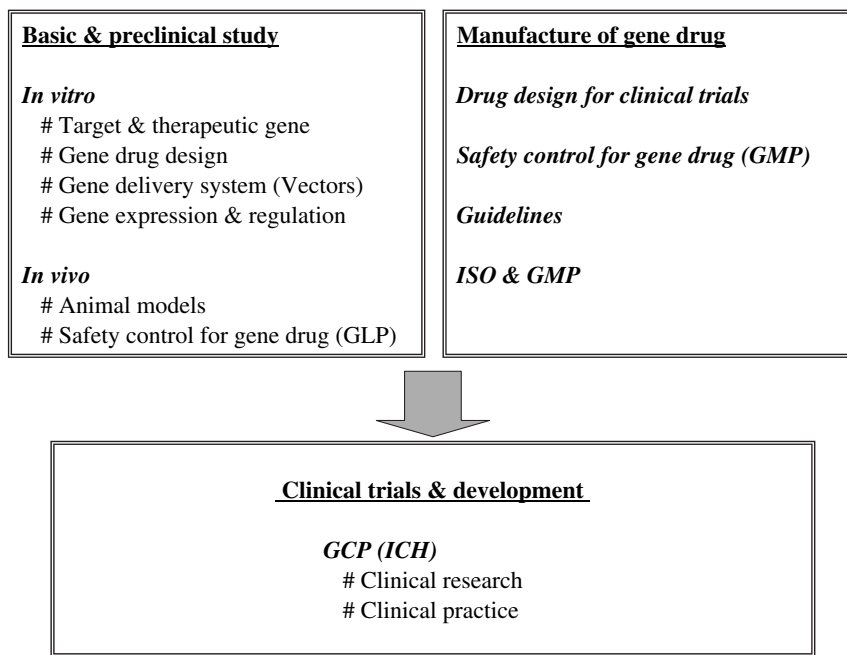 Basic & preclinical study
In vitro
# Target & therapeutic gene
# Gene drug design
# Gene delivery system (Vectors)
# Gene expression & regulation
In vivo
# Animal models
# Safety control for gene drug (GLP)
Manufacture of gene drug
Drug design for clinical trials
Safety control for gene drug (GMP)
Guidelines
ISO & GMP
Clinical trials & development
GCP (ICH)
# Clinical research
# Clinical practice